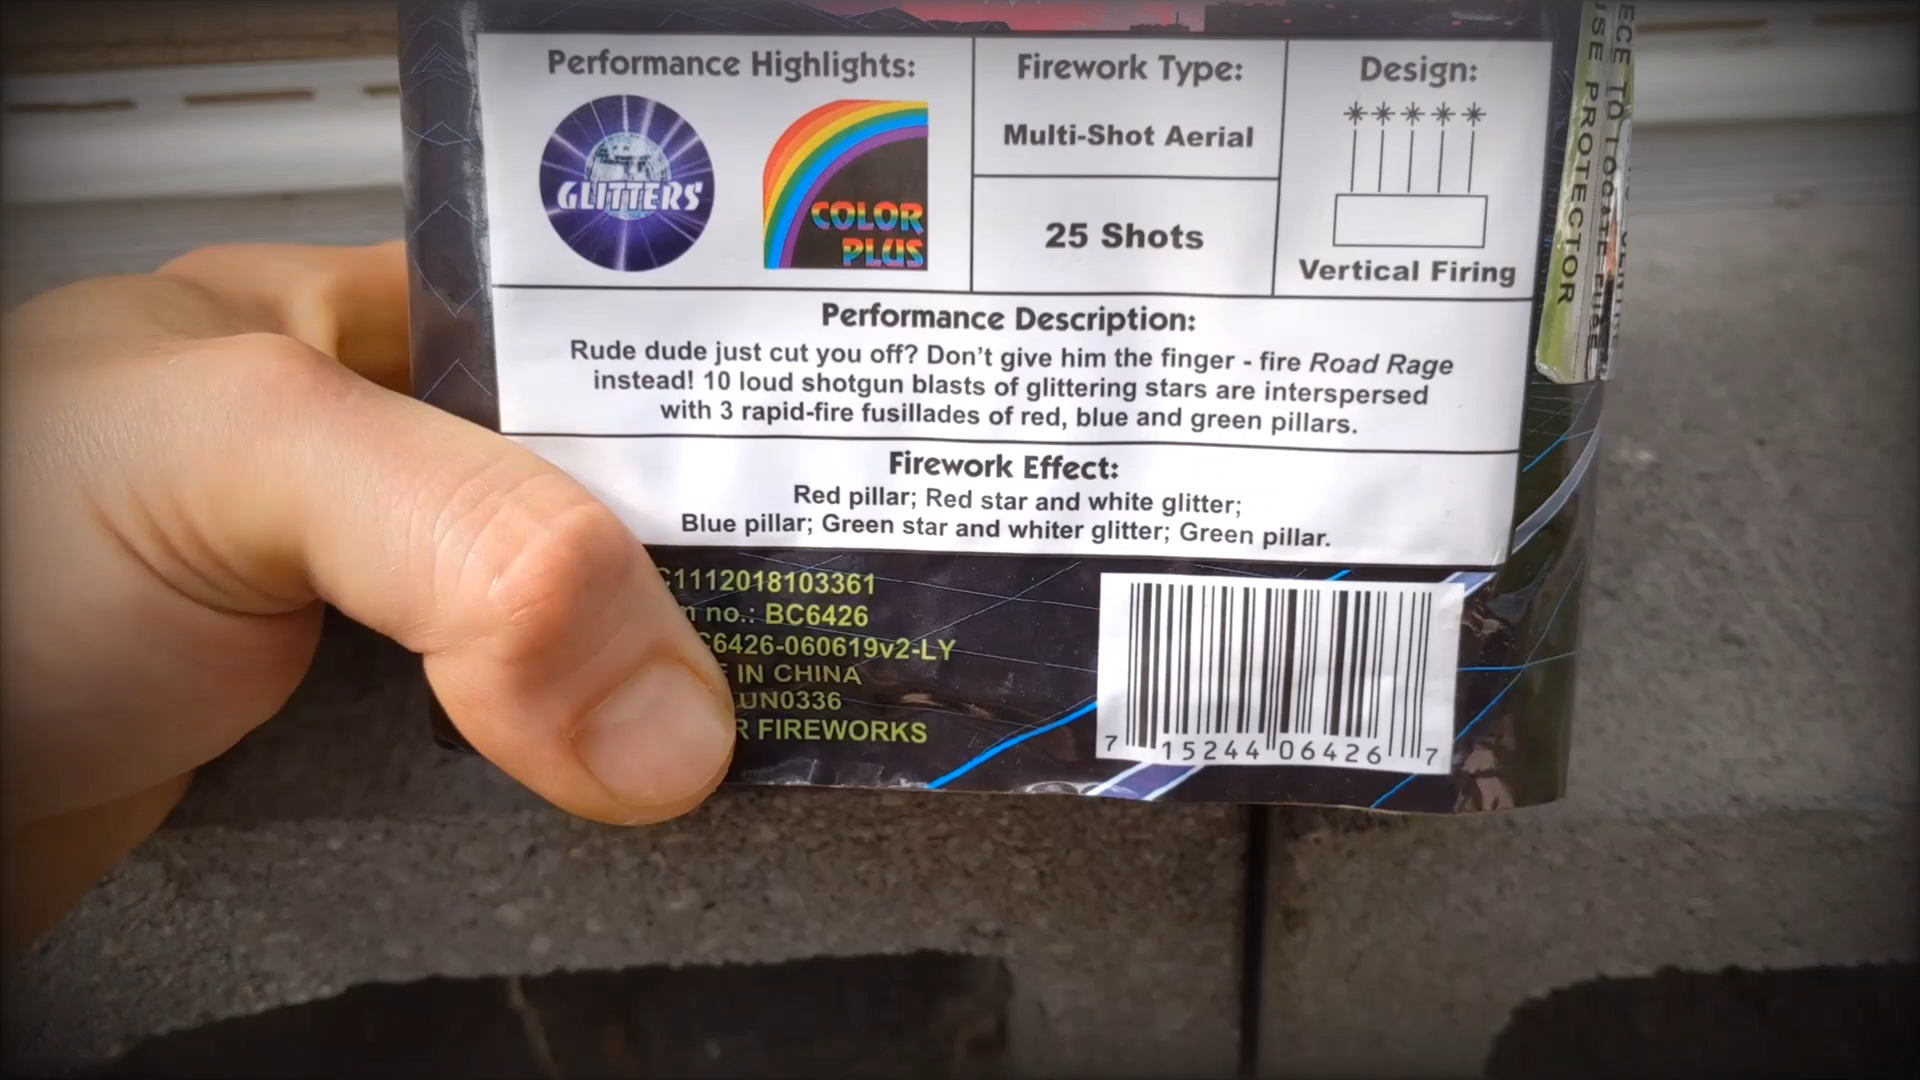 Performance Highlights:
GLITTERS
COLOR
PLUS
Firework Type:
Multi-Shot Aerial
25 Shots
Design:
Vertical Firing
Performance Description:
Rude dude just cut you off? Don't give him the finger - fire Road Rage
instead! 10 loud shotgun blasts of glittering stars are interspersed
with 3 rapid-fire fusillades of red, blue and green pillars.
Firework Effect:
Red pillar; Red star and white glitter;
Blue pillar; Green star and whiter glitter; Green pillar.
C1112018103361
no.: BC6426
6426-060619v2-LY
IN CHINA
UN0336
FIREWORKS
7 15244 06426 7
TO LOCATE FUSE
USE PROTECTOR